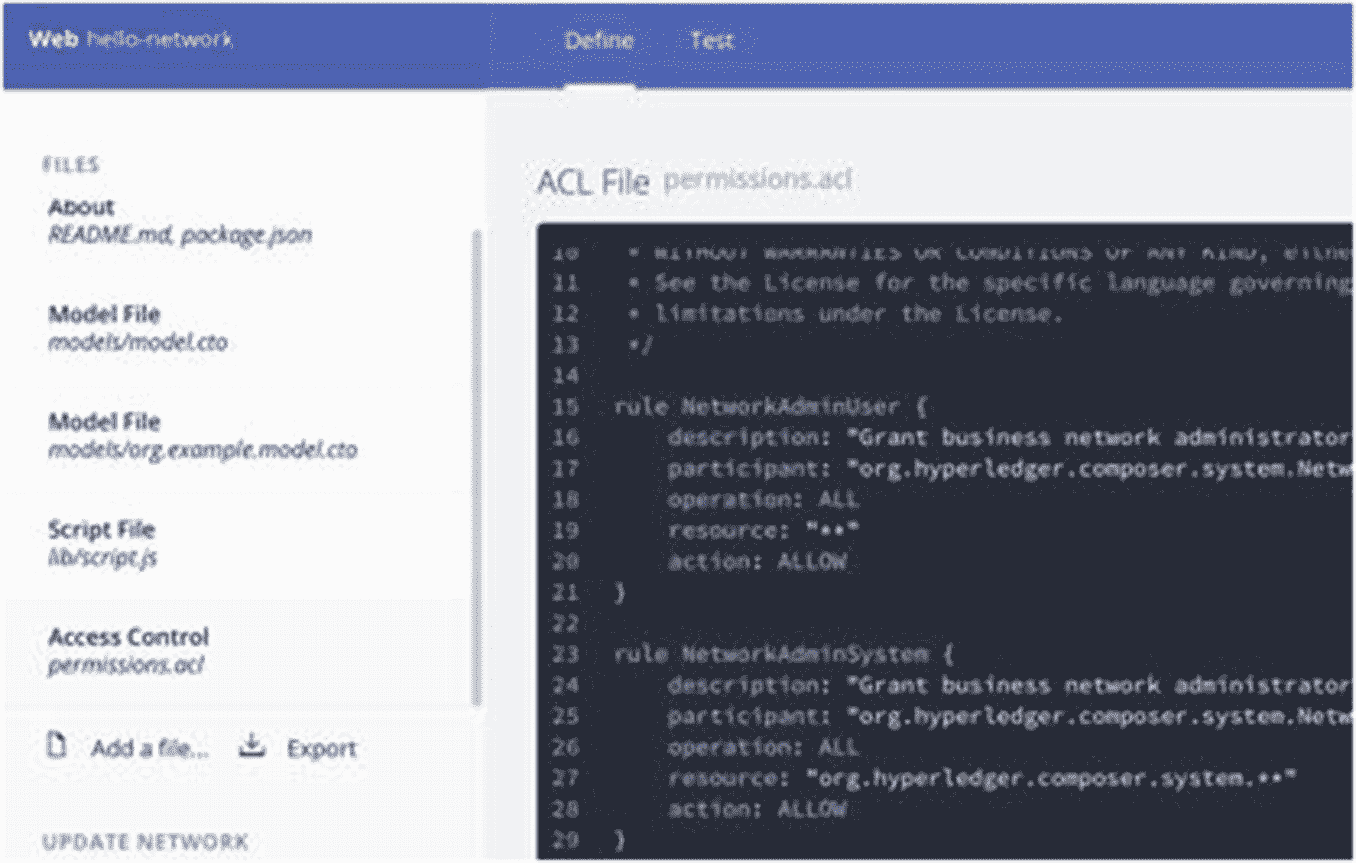 Web hello-network
Define
Test
FILES
About
README.md, package.json
Model File
models/model.cto
Model File
models/org.example.model.cto
Script File
lib/script.js
Access Control
permissions.acl
Add a file...
Export
UPDATE NETWORK
ACL File permissions.acl
10 * WITHOUT WARRANTIES OR CONDITIONS OF ANY KIND,
11 * See the License for the specific language governing
12 * limitations under the License.
13 */
14
15 rule NetworkAdminUser {
16 description: "Grant business network administrator
17 participant: "org.hyperledger.composer.system.Netw
18 operation: ALL
19 resource: "**"
20 action: ALLOW
21 }
22
23 rule NetworkAdminSystem {
24 description: "Grant business network administrator
25 participant: "org.hyperledger.composer.system.Netw
26 operation: ALL
27 resource: "org.hyperledger.composer.system.**"
28 action: ALLOW
29 }